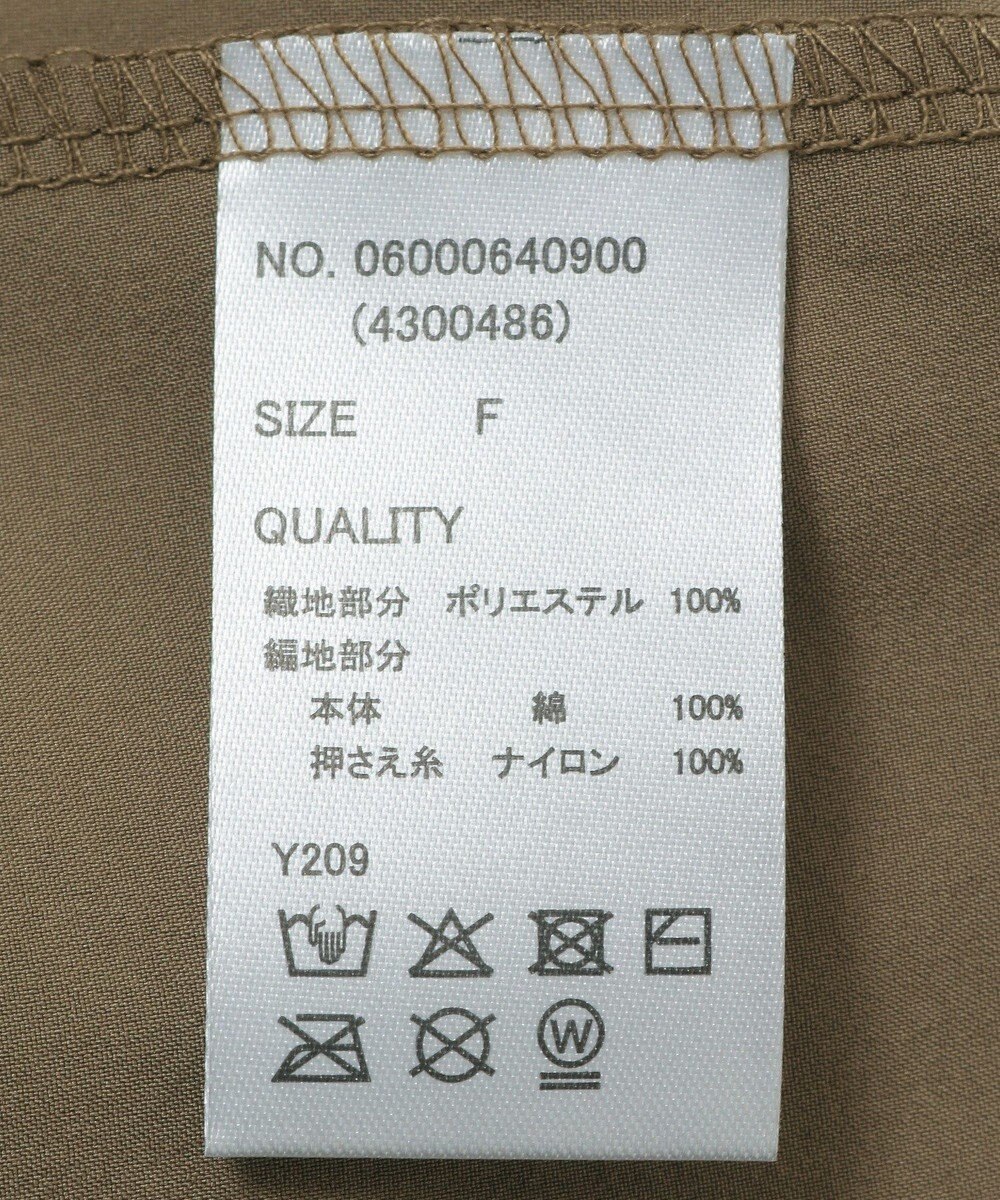 NO. 06000640900
(4300486)
SIZE F
QUALITY
織地部分 ポリエステル 100%
編地部分
本体 綿 100%
押さえ糸 ナイロン 100%
Y209
W